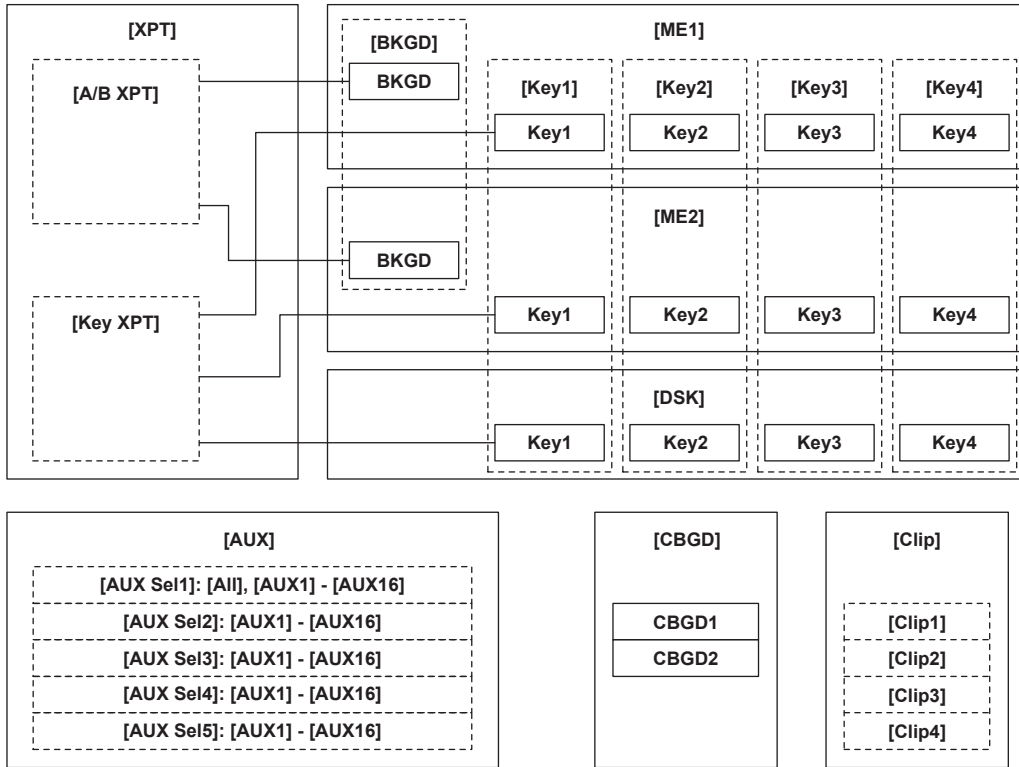 [XPT]
[A/B XPT]
[Key XPT]
[ME1]
[BKGD]
BKGD
[Key1] [Key2] [Key3] [Key4]
Key1 Key2 Key3 Key4
[ME2]
BKGD
Key1 Key2 Key3 Key4
[DSK]
Key1 Key2 Key3 Key4
[AUX]
[AUX Sel1]: [All], [AUX1] - [AUX16]
[AUX Sel2]: [AUX1] - [AUX16]
[AUX Sel3]: [AUX1] - [AUX16]
[AUX Sel4]: [AUX1] - [AUX16]
[AUX Sel5]: [AUX1] - [AUX16]
[CBGD]
CBGD1
CBGD2
[Clip]
[Clip1]
[Clip2]
[Clip3]
[Clip4]